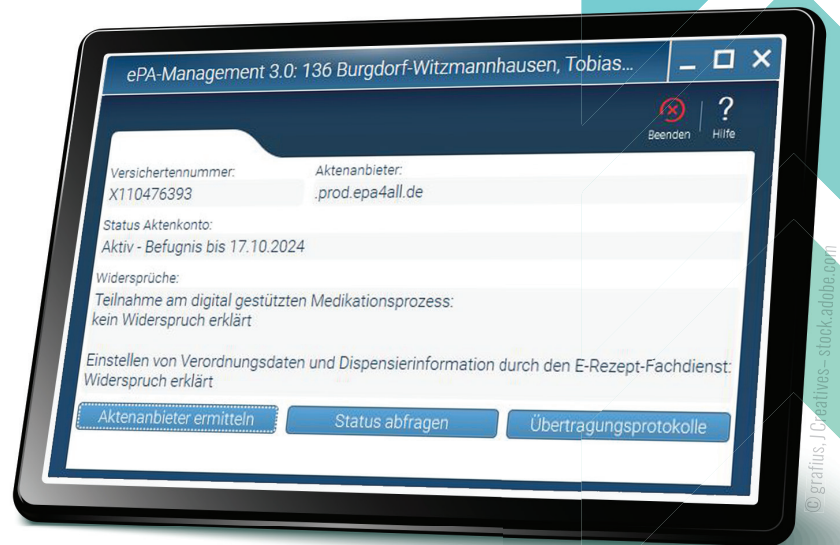 ePA-Management 3.0: 136 Burgdorf-Witzmannhausen, Tobias...
Beenden
?
Hilfe
Versichertennummer:
Aktenanbieter:
X110476393
.prod.epa4all.de
Status Aktenkonto:
Aktiv - Befugnis bis 17.10.2024
Widersprüche:
Teilnahme am digital gestützten Medikationsprozess:
kein Widerspruch erklärt
Einstellen von Verordnungsdaten und Dispensierinformation durch den E-Rezept-Fachdienst:
Widerspruch erklärt
Aktenanbieter ermitteln
Status abfragen
Übertragungsprotokolle
© grafius, J Creatives – stock.adobe.com